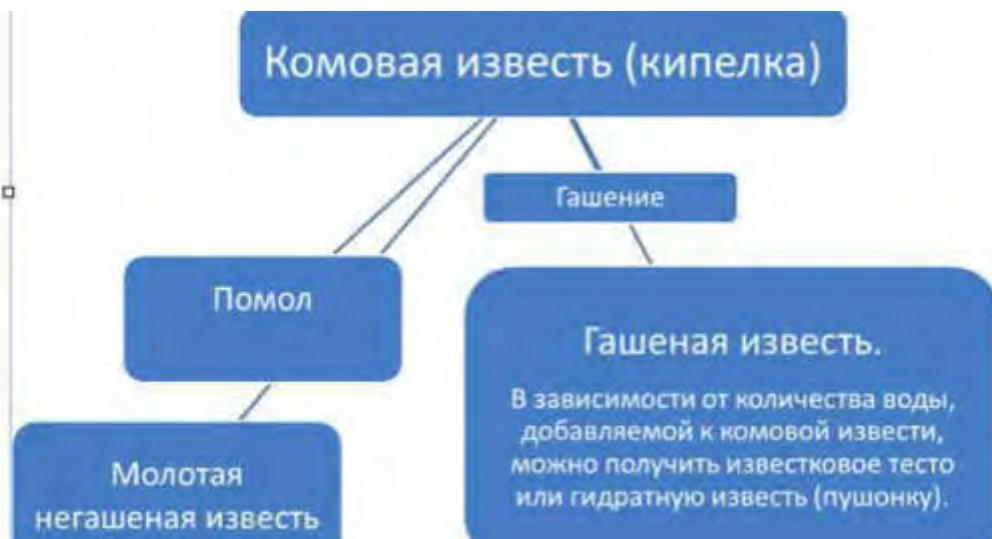 Комовая известь (кипелка)
Гашение
Помол
Гашеная известь.
В зависимости от количества воды,
добавляемой к комовой извести,
можно получить известковое тесто
или гидратную известь (пушонку).
Молотая
негашеная известь